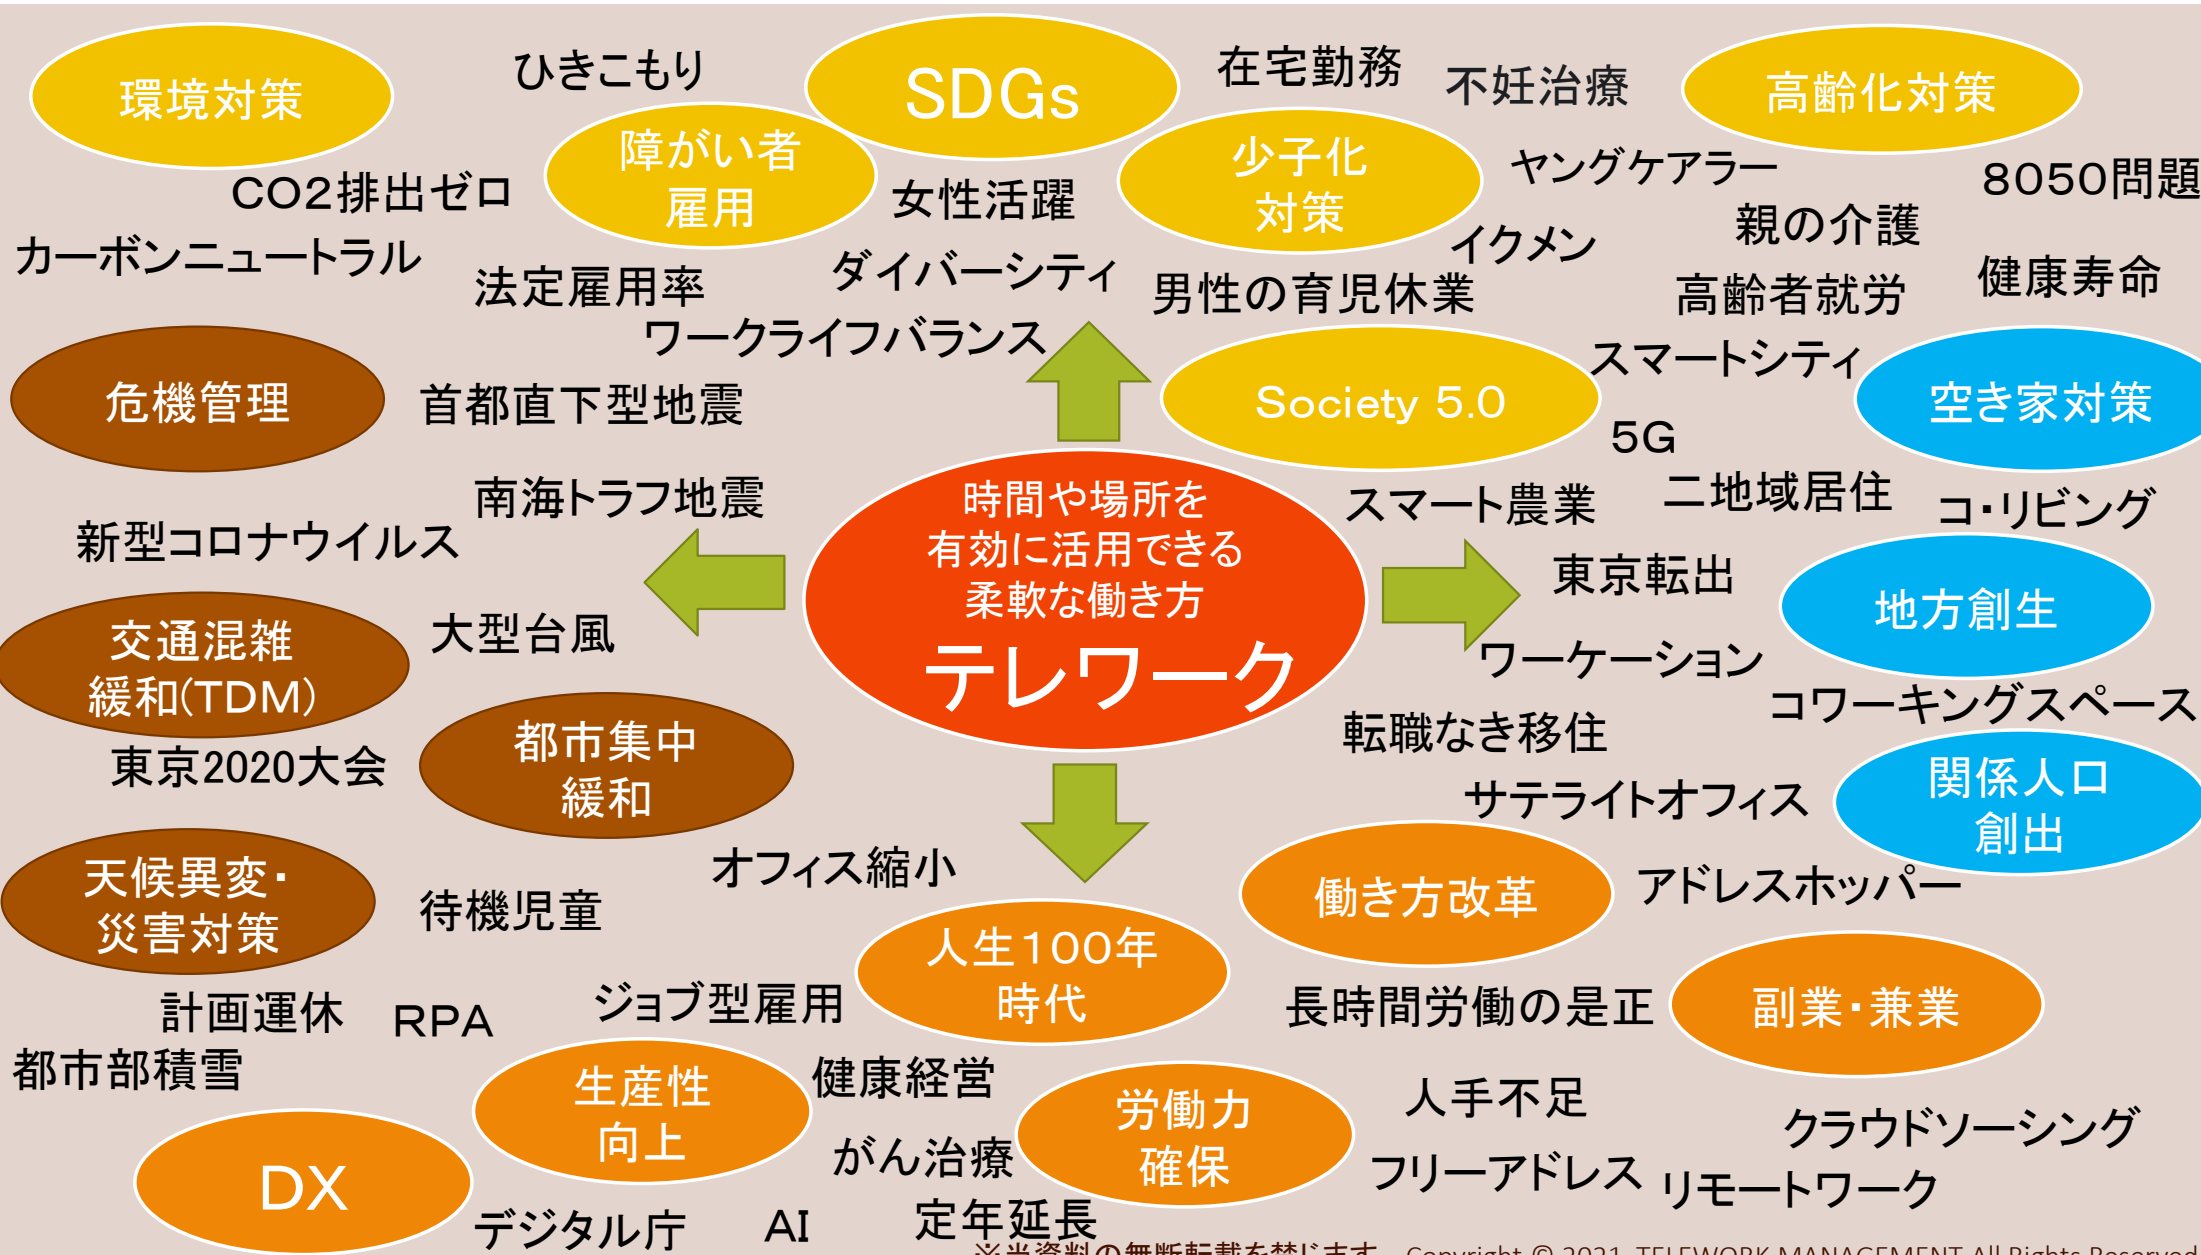 環境対策
ひきこもり
SDGs
在宅勤務
不妊治療
高齢化対策
障がい者
雇用
少子化
対策
ヤングケアラー
8050問題
CO2排出ゼロ
女性活躍
親の介護
カーボンニュートラル
法定雇用率
ダイバーシティ
イクメン
男性の育児休業
高齢者就労
健康寿命
ワークライフバランス
スマートシティ
危機管理
首都直下型地震
Society 5.0
空き家対策
5G
南海トラフ地震
時間や場所を
有効に活用できる
柔軟な働き方
テレワーク
スマート農業
二地域居住
コ・リビング
新型コロナウイルス
東京転出
地方創生
交通混雑
緩和(TDM)
大型台風
ワーケーション
コワーキングスペース
東京2020大会
都市集中
緩和
転職なき移住
サテライトオフィス
関係人口
創出
天候異変・
災害対策
待機児童
オフィス縮小
働き方改革
アドレスホッパー
人生100年
時代
計画運休
RPA
ジョブ型雇用
長時間労働の是正
副業・兼業
都市部積雪
生産性
向上
健康経営
労働力
確保
人手不足
クラウドソーシング
DX
がん治療
フリーアドレス
リモートワーク
デジタル庁
AI
定年延長
※当資料の無断転載を禁じます Copyright © 2021 TELEWORK MANAGEMENT All Rights Reserved